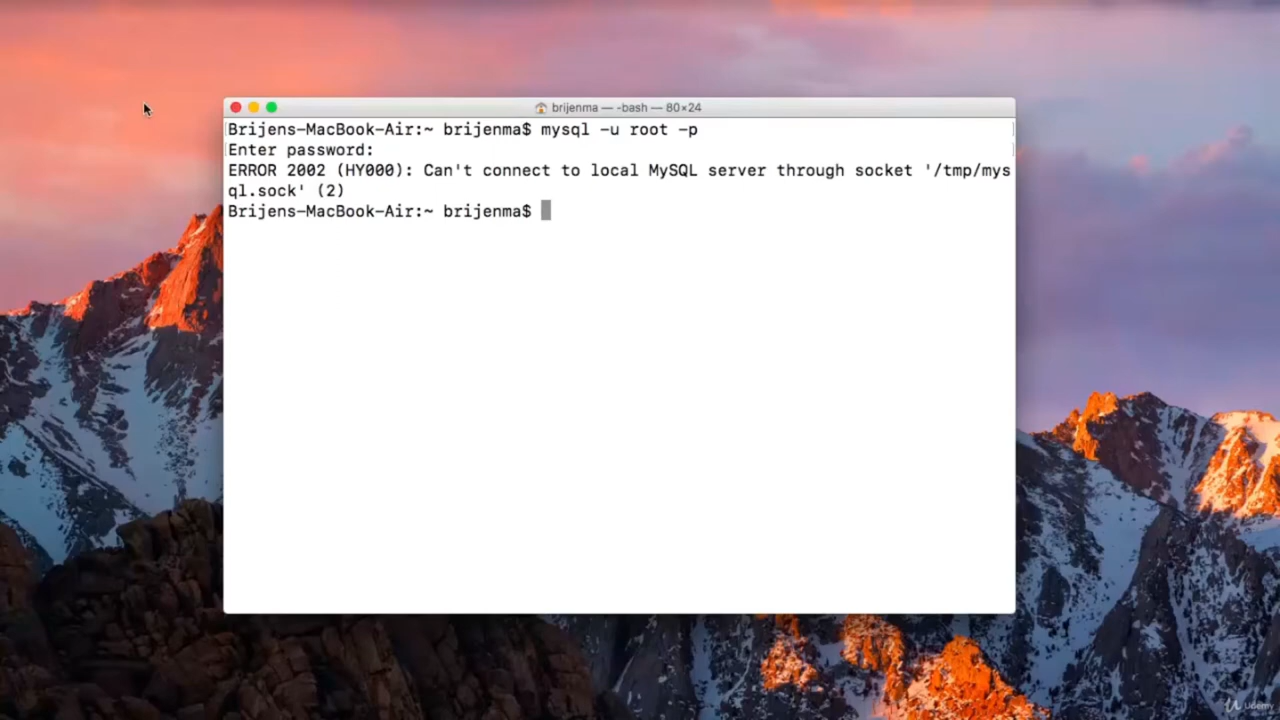 brijenma — -bash — 80×24
Brijens-MacBook-Air:~ brijenma$ mysql -u root -p
Enter password:
ERROR 2002 (HY000): Can't connect to local MySQL server through socket '/tmp/mys
ql.sock' (2)
Brijens-MacBook-Air:~ brijenma$
Udemy